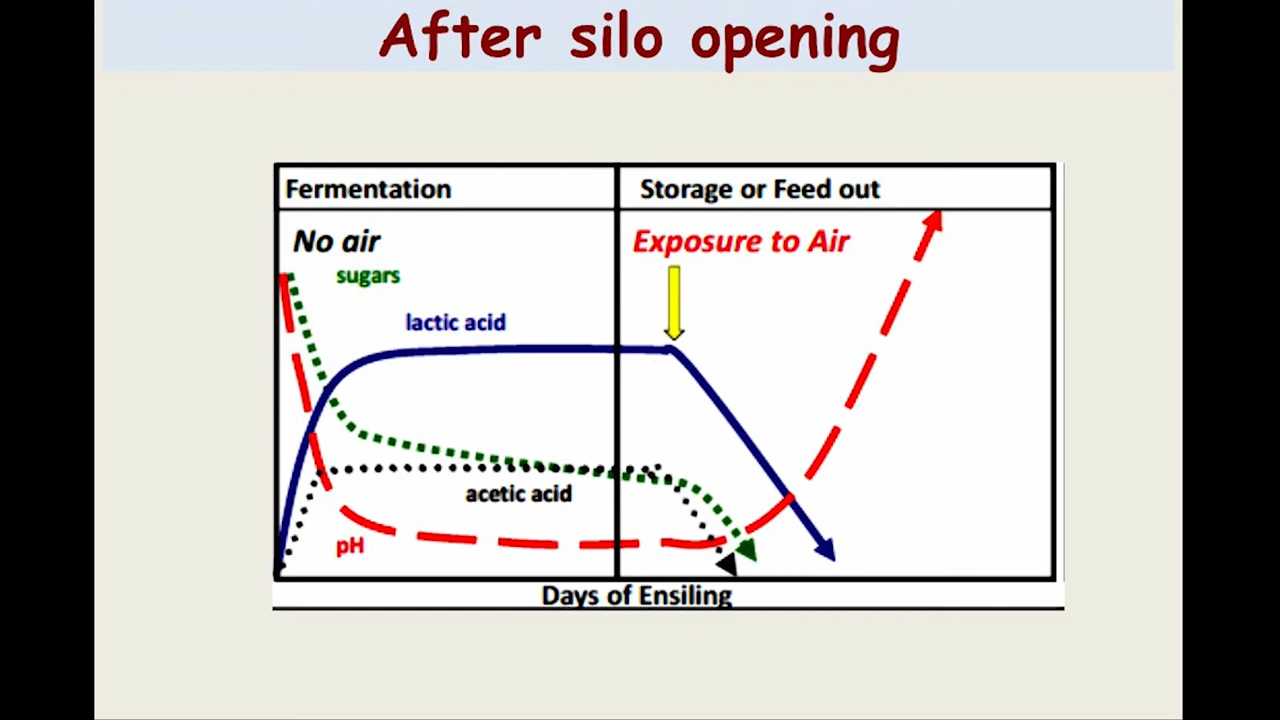 After silo opening
Fermentation
Storage or Feed out
No air
Exposure to Air
sugars
lactic acid
acetic acid
pH
Days of Ensiling